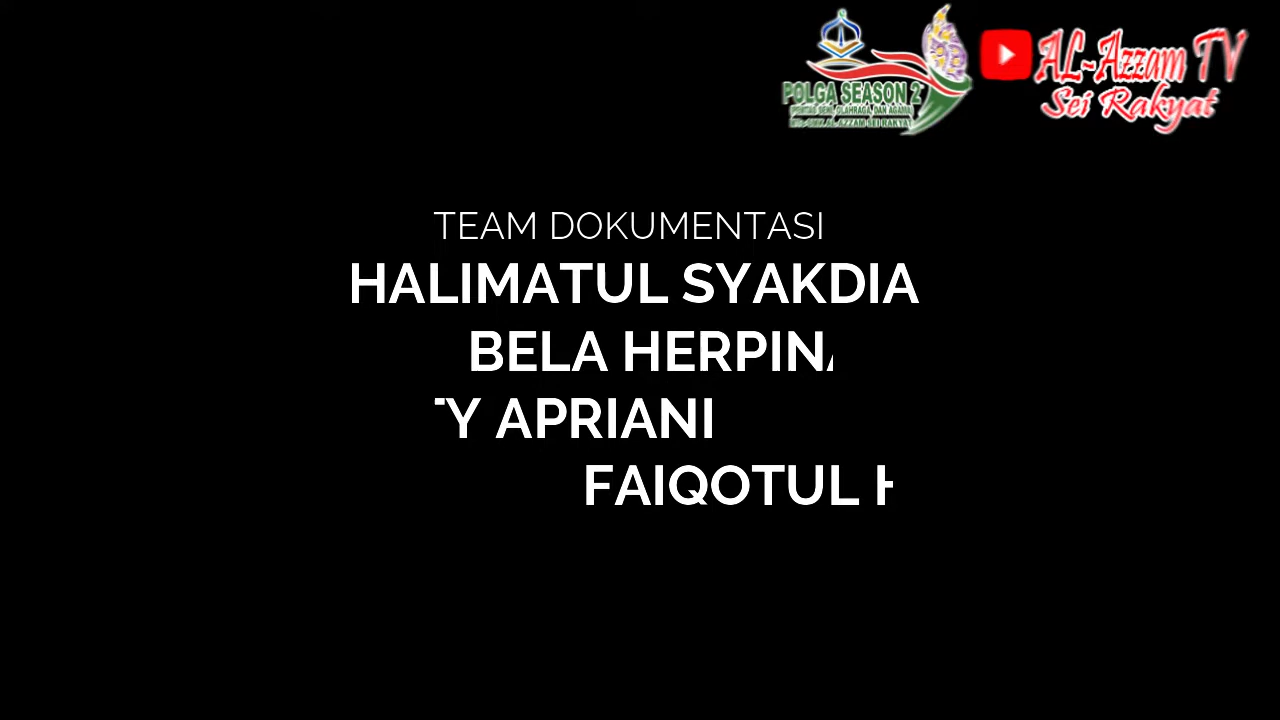 POLGA SEASON 2
AL-Azzam TV
Sei Rakyat
TEAM DOKUMENTASI
HALIMATUL SYAKDIA
BELA HERPINA
APRIANI
FAIQOTUL